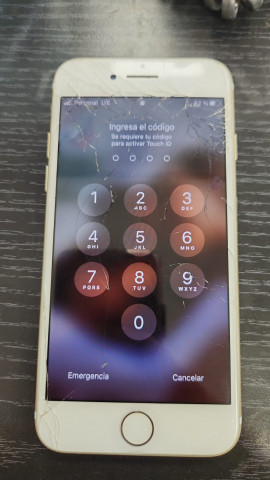 Personal LTE
Ingresa el código
Se requiere tu código
para activar Touch ID
1
2
ABC
3
DEF
4
GHI
5
JKL
6
MNO
7
PQRS
8
TUV
9
WXYZ
0
Emergencia
Cancelar